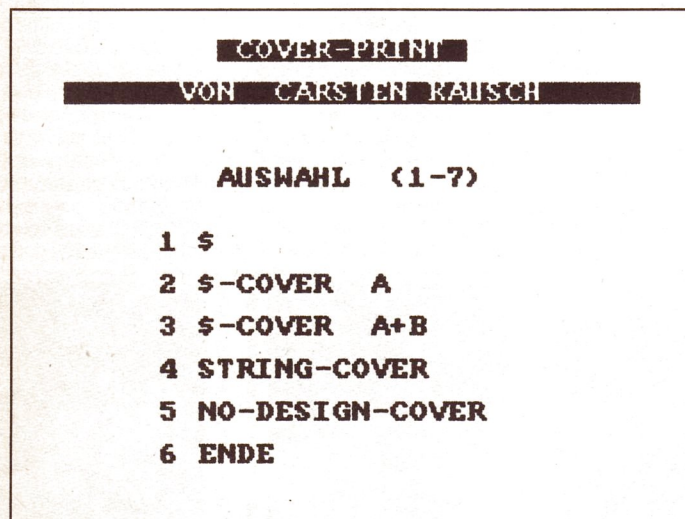 COVER-PRINT
VON CARSTEN RAUSCH
AUSWAHL (1-7)
1 $
2 $-COVER A
3 $-COVER A+B
4 STRING-COVER
5 NO-DESIGN-COVER
6 ENDE